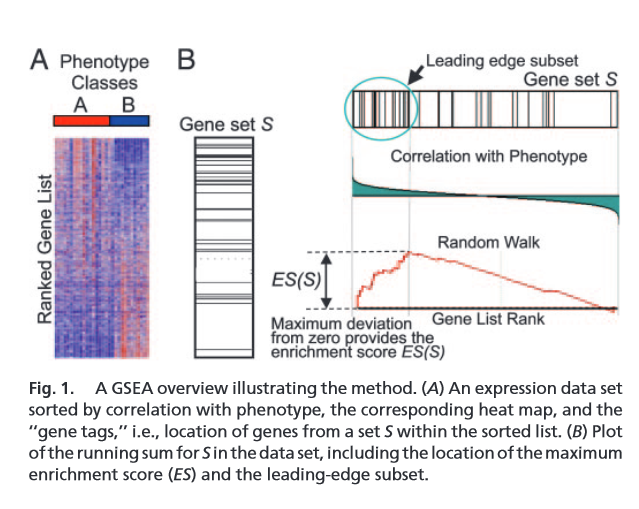 A Phenotype
Classes
A B
Ranked Gene List
B
Gene set S
Leading edge subset
Gene set S
Correlation with Phenotype
Random Walk
ES(S)
Gene List Rank
Maximum deviation
from zero provides the
enrichment score ES(S)
Fig. 1. A GSEA overview illustrating the method. (A) An expression data set
sorted by correlation with phenotype, the corresponding heat map, and the
“gene tags,” i.e., location of genes from a set S within the sorted list. (B) Plot
of the running sum for S in the data set, including the location of the maximum
enrichment score (ES) and the leading-edge subset.